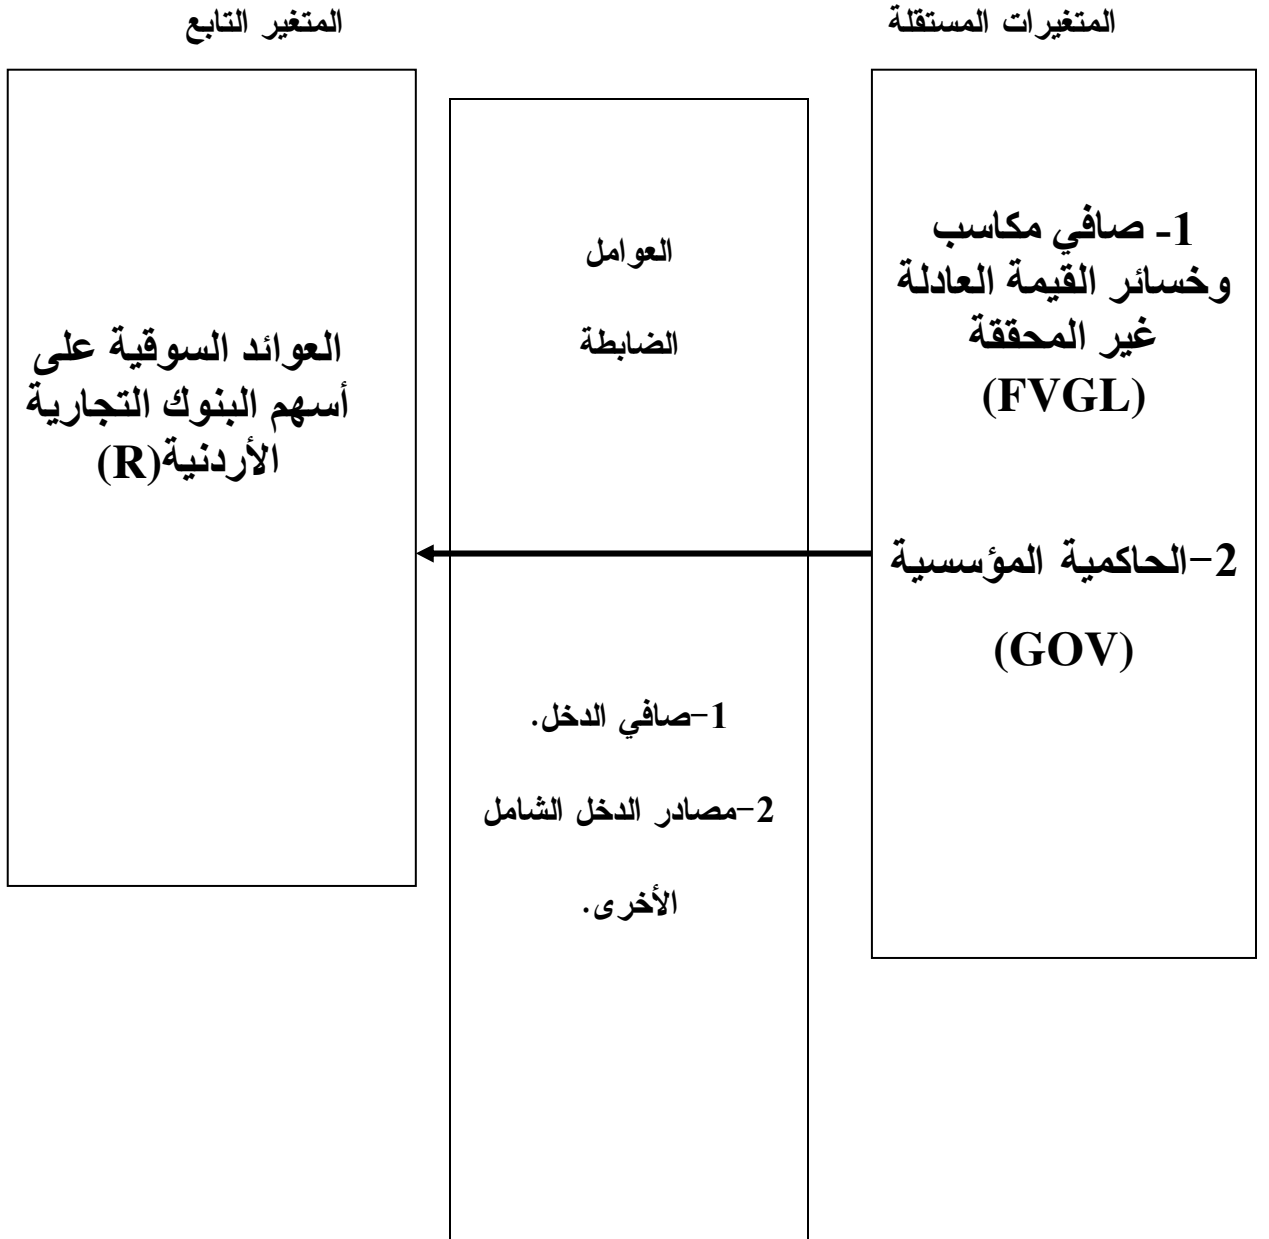 المتغيرات المستقلة
المتغير التابع
1- صافي مكاسب
وخسائر القيمة العادلة
غير المحققة
(FVGL)
2-الحاكمية المؤسسية
(GOV)
العوامل
الضابطة
1-صافي الدخل.
2-مصادر الدخل الشامل
الأخرى.
العوائد السوقية على
أسهم البنوك التجارية
الأردنية(R)